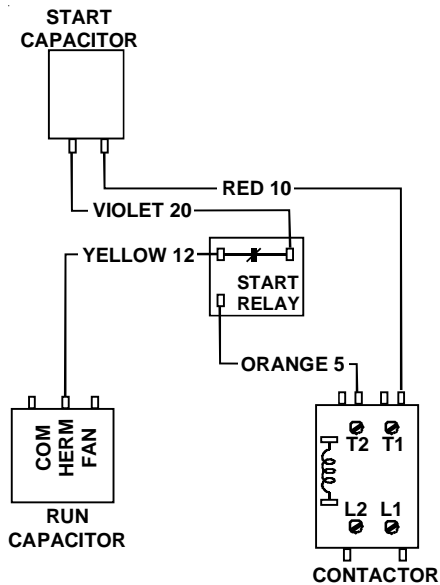 START
CAPACITOR
RED 10
VIOLET 20
YELLOW 12
START
RELAY
ORANGE 5
COM
HERM
FAN
T2 T1
L2 L1
RUN
CAPACITOR
CONTACTOR